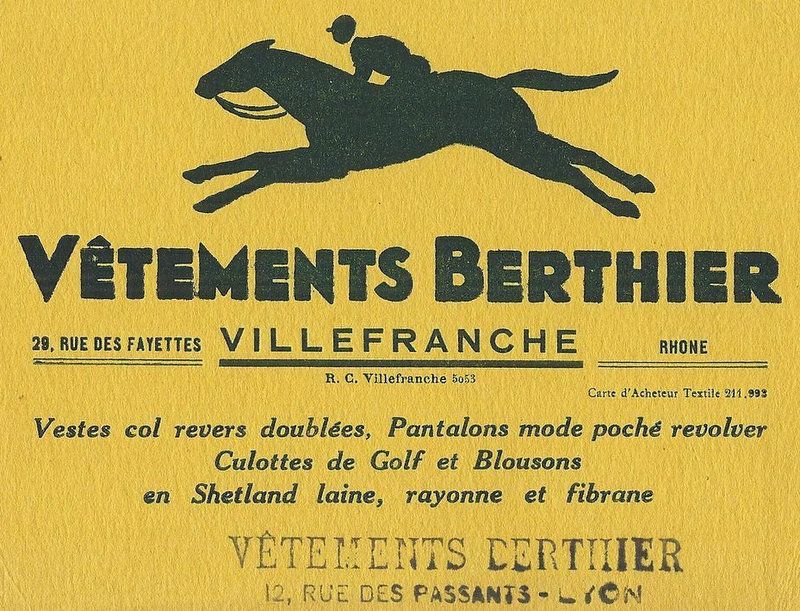 VÊTEMENTS BERTHIER
29, RUE DES FAYETTES VILLEFRANCHE RHONE
R. C. Villefranche 5053
Carte d'Acheteur Textile 211.993
Vestes col revers doublées, Pantalons mode poché revolver
Culottes de Golf et Blousons
en Shetland laine, rayonne et fibrane
VÊTEMENTS BERTHIER
12, RUE DES PASSANTS - LYON